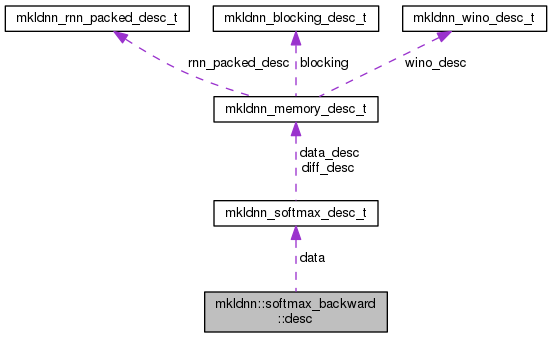 mkldnn_rnn_packed_desc_t
mkldnn_blocking_desc_t
mkldnn_wino_desc_t
rnn_packed_desc
blocking
wino_desc
mkldnn_memory_desc_t
data_desc
diff_desc
mkldnn_softmax_desc_t
data
mkldnn::softmax_backward
::desc